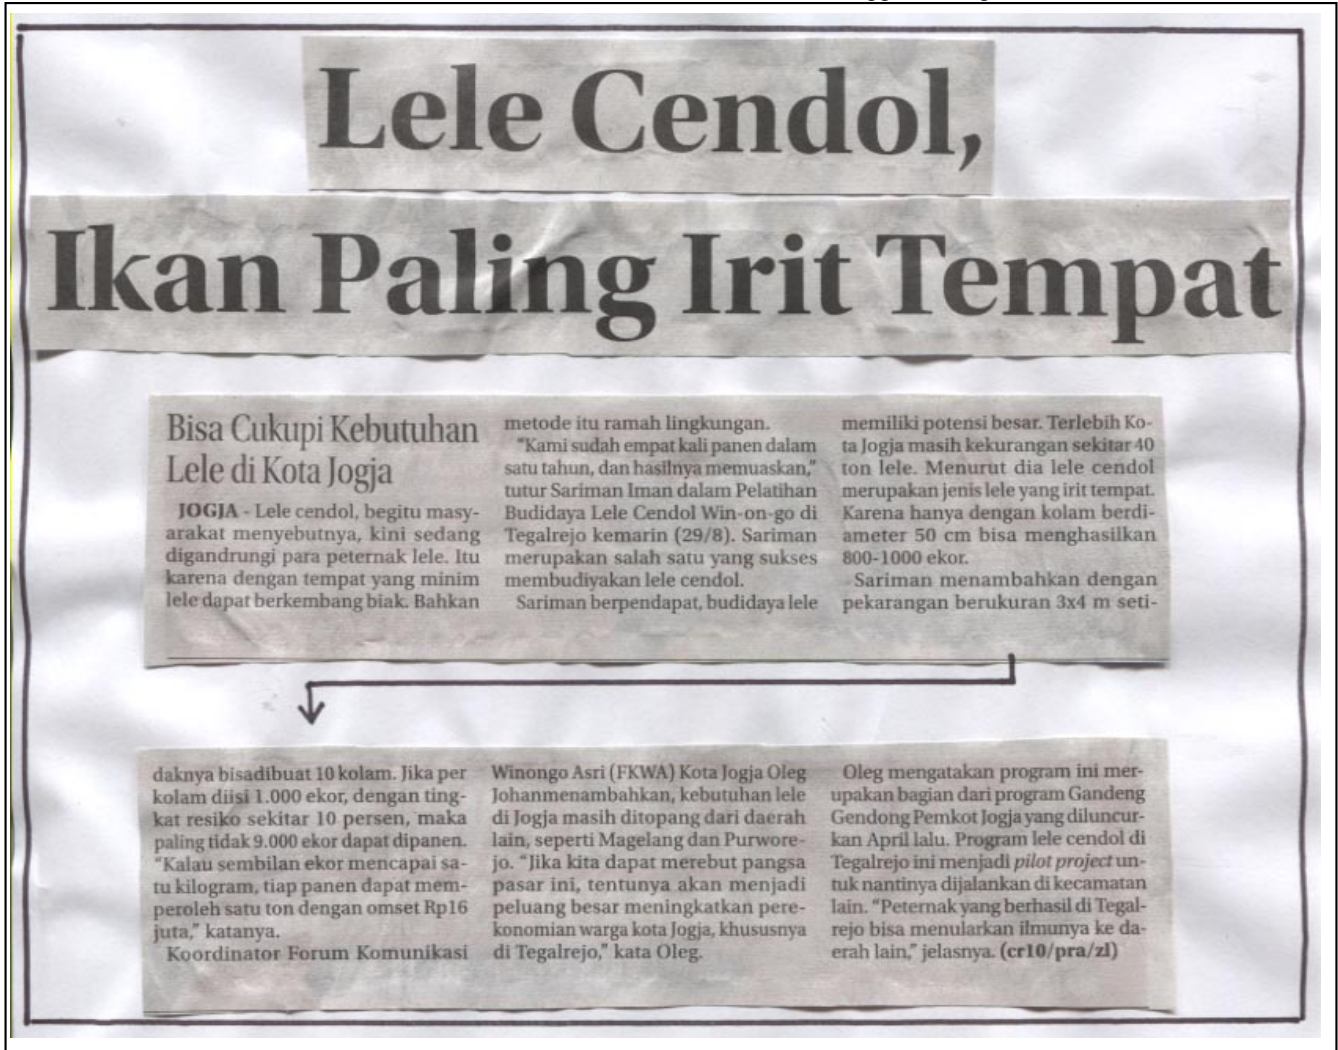 Lele Cendol,
Ikan Paling Irit Tempat
Bisa Cukupi Kebutuhan
Lele di Kota Jogja
JOGJA - Lele cendol, begitu masy-
arakat menyebutnya, kini sedang
digandrungi para peternak lele. Itu
karena dengan tempat yang minim
lele dapat berkembang biak. Bahkan
metode itu ramah lingkungan.
"Kami sudah empat kali panen dalam
satu tahun, dan hasilnya memuaskan,"
tutur Sariman Iman dalam Pelatihan
Budidaya Lele Cendol Win-on-go di
Tegalrejo kemarin (29/8). Sariman
merupakan salah satu yang sukses
membudiyakan lele cendol.
Sariman berpendapat, budidaya lele
memiliki potensi besar. Terlebih Ko-
ta Jogja masih kekurangan sekitar 40
ton lele. Menurut dia lele cendol
merupakan jenis lele yang irit tempat.
Karena hanya dengan kolam berdi-
ameter 50 cm bisa menghasilkan
800-1000 ekor.
Sariman menambahkan dengan
pekarangan berukuran 3x4 m seti-
daknya bisadibuat 10 kolam. Jika per
kolam diisi 1.000 ekor, dengan ting-
kat resiko sekitar 10 persen, maka
paling tidak 9.000 ekor dapat dipanen.
"Kalau sembilan ekor mencapai sa-
tu kilogram, tiap panen dapat mem-
peroleh satu ton dengan omset Rp16
juta," katanya.
Koordinator Forum Komunikasi
Winongo Asri (FKWA) Kota Jogja Oleg
Johanmenambahkan, kebutuhan lele
di Jogja masih ditopang dari daerah
lain, seperti Magelang dan Purwore-
jo. "Jika kita dapat merebut pangsa
pasar ini, tentunya akan menjadi
peluang besar meningkatkan pere-
konomian warga kota Jogja, khususnya
di Tegalrejo," kata Oleg.
Oleg mengatakan program ini mer-
upakan bagian dari program Gandeng
Gendong Pemkot Jogja yang diluncur-
kan April lalu. Program lele cendol di
Tegalrejo ini menjadi pilot project un-
tuk nantinya dijalankan di kecamatan
lain. "Peternak yang berhasil di Tegal-
rejo bisa menularkan ilmunya ke da-
erah lain," jelasnya. (cr10/pra/zl)